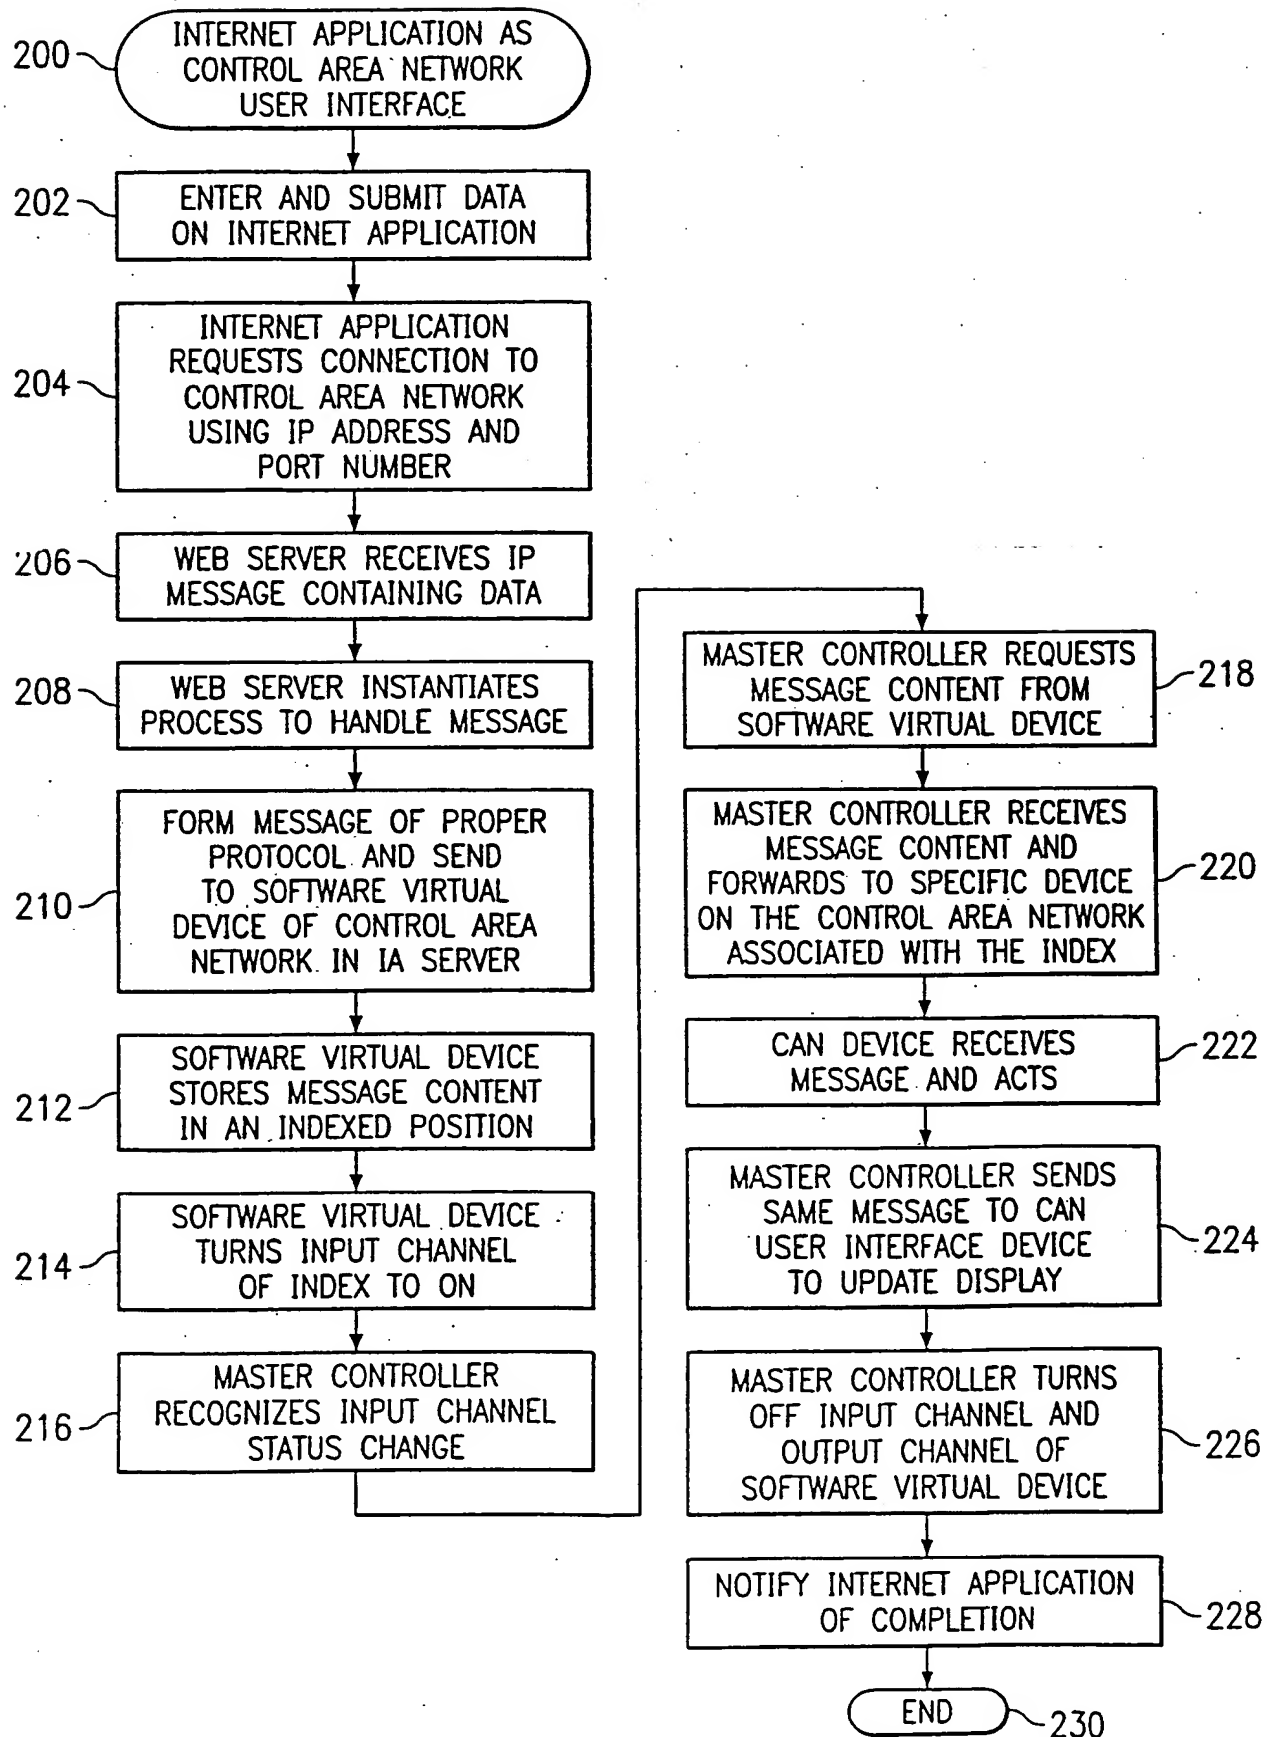 200
INTERNET APPLICATION AS
CONTROL AREA NETWORK
USER INTERFACE
202
ENTER AND SUBMIT DATA
ON INTERNET APPLICATION
204
INTERNET APPLICATION
REQUESTS CONNECTION TO
CONTROL AREA NETWORK
USING IP ADDRESS AND
PORT NUMBER
206
WEB SERVER RECEIVES IP
MESSAGE CONTAINING DATA
208
WEB SERVER INSTANTIATES
PROCESS TO HANDLE MESSAGE
210
FORM MESSAGE OF PROPER
PROTOCOL AND SEND
TO SOFTWARE VIRTUAL
DEVICE OF CONTROL AREA
NETWORK IN IA SERVER
212
SOFTWARE VIRTUAL DEVICE
STORES MESSAGE CONTENT
IN AN INDEXED POSITION
214
SOFTWARE VIRTUAL DEVICE
TURNS INPUT CHANNEL
OF INDEX TO ON
216
MASTER CONTROLLER
RECOGNIZES INPUT CHANNEL
STATUS CHANGE
MASTER CONTROLLER REQUESTS
MESSAGE CONTENT FROM
SOFTWARE VIRTUAL DEVICE
218
MASTER CONTROLLER RECEIVES
MESSAGE CONTENT AND
FORWARDS TO SPECIFIC DEVICE
ON THE CONTROL AREA NETWORK
ASSOCIATED WITH THE INDEX
220
CAN DEVICE RECEIVES
MESSAGE AND ACTS
222
MASTER CONTROLLER SENDS
SAME MESSAGE TO CAN
USER INTERFACE DEVICE
TO UPDATE DISPLAY
224
MASTER CONTROLLER TURNS
OFF INPUT CHANNEL AND
OUTPUT CHANNEL OF
SOFTWARE VIRTUAL DEVICE
226
NOTIFY INTERNET APPLICATION
OF COMPLETION
228
END
230